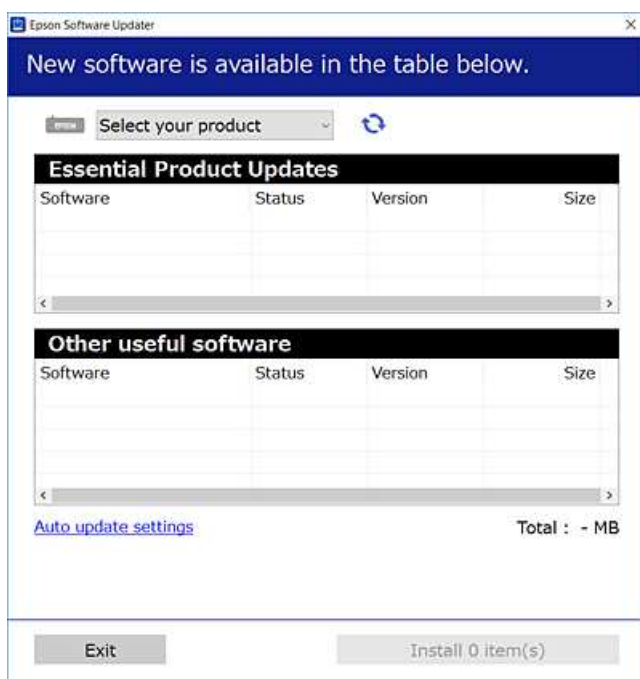 Epson Software Updater
New software is available in the table below.
EPSON Select your product
Essential Product Updates
Software Status Version Size
Other useful software
Software Status Version Size
Auto update settings Total : - MB
Exit Install 0 item(s)